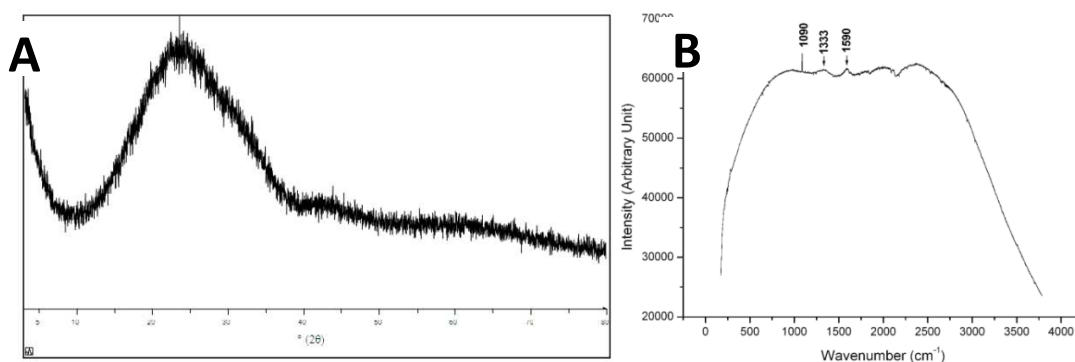 A
5 10 20 30 40 50 60 70 80
° (2θ)
B
70000
60000
50000
40000
30000
20000
Intensity (Arbitrary Unit)
1090 1333 1590
0 500 1000 1500 2000 2500 3000 3500 4000
Wavenumber (cm⁻¹)